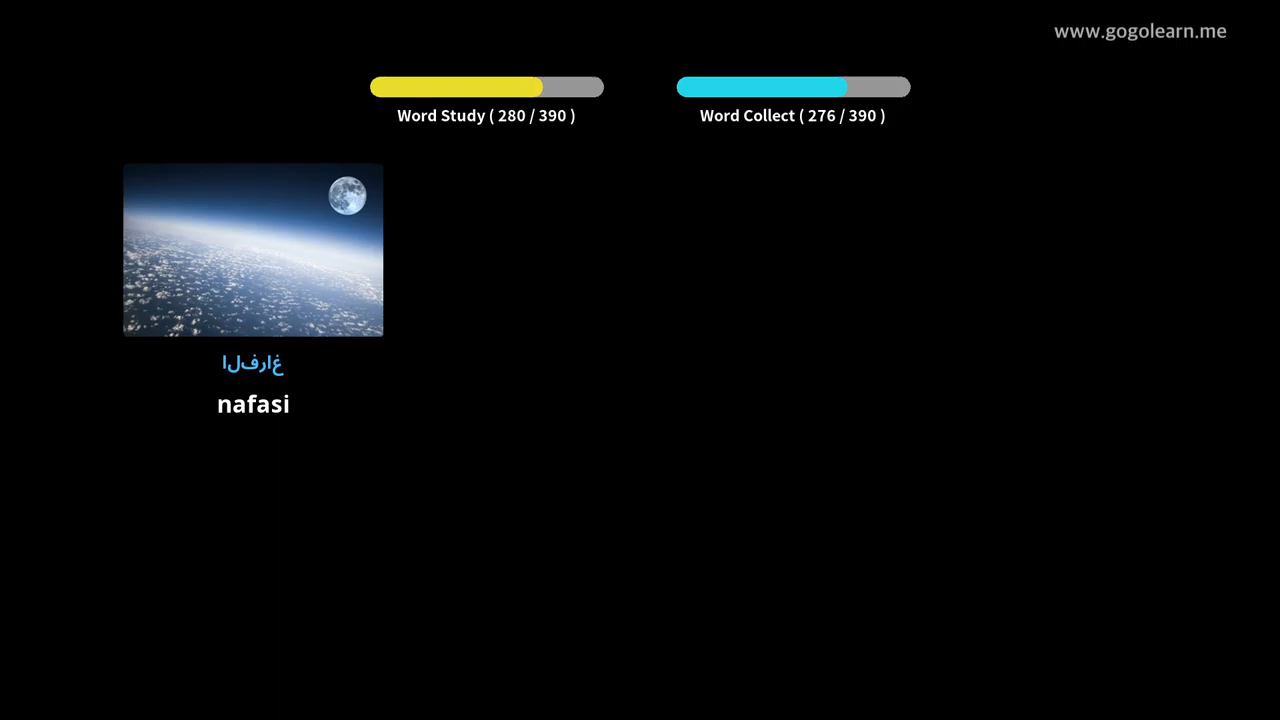 www.gogolearn.me
Word Study ( 280 / 390 )
Word Collect ( 276 / 390 )
الفراغ
nafasi